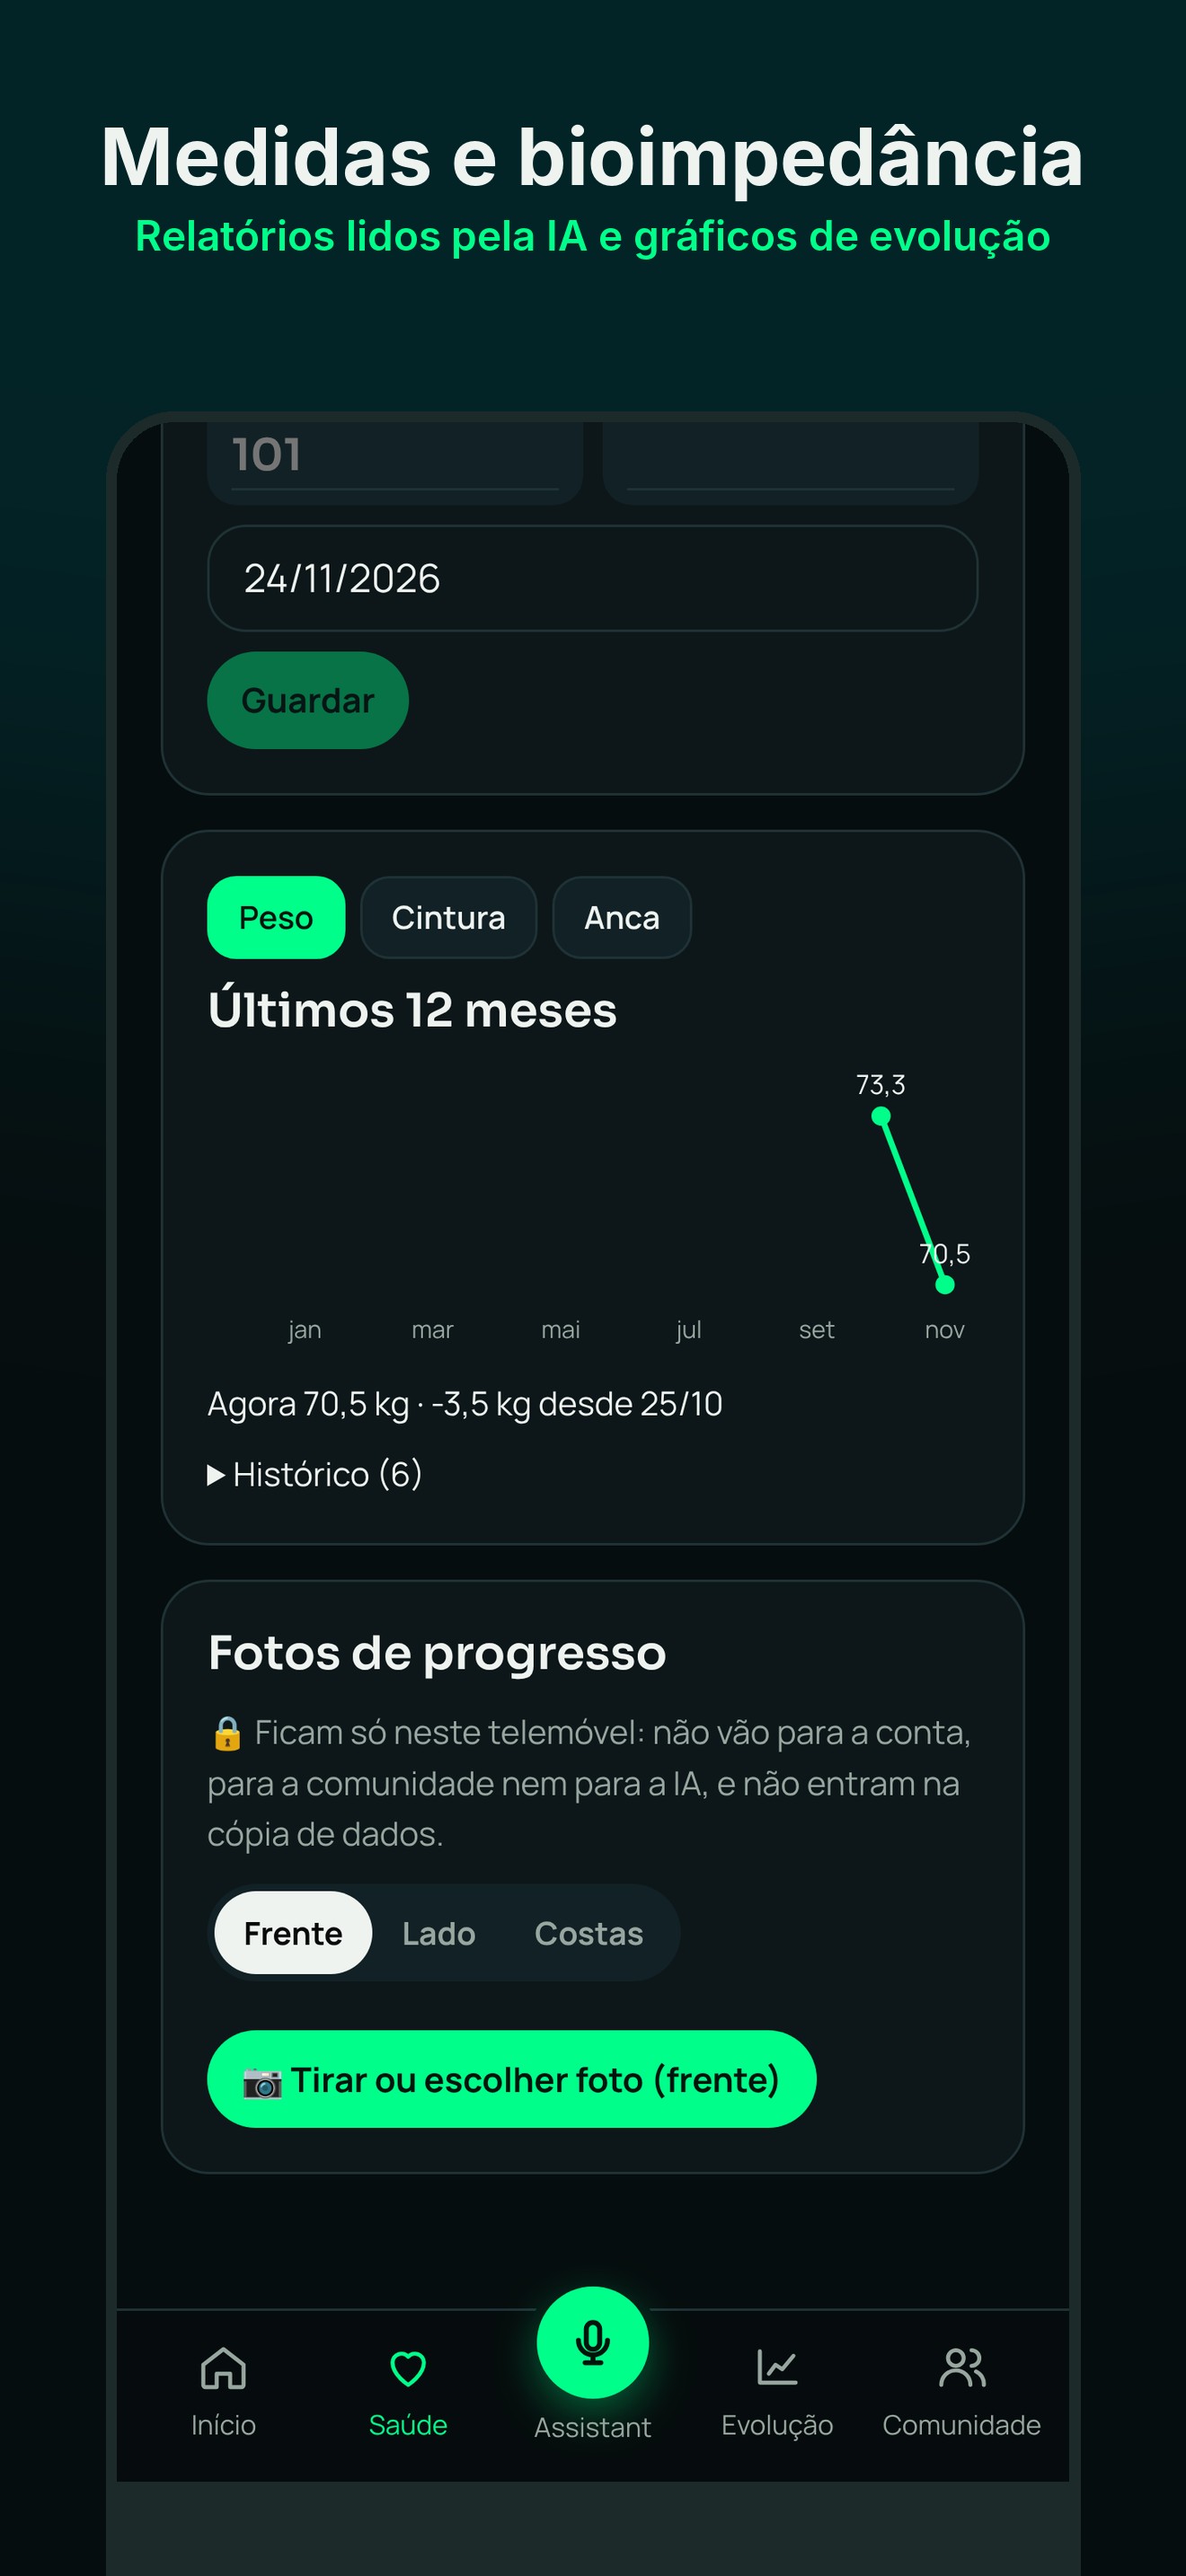 Medidas e bioimpedância
Relatórios lidos pela IA e gráficos de evolução
101
24/11/2026
Guardar
Peso Cintura Anca
Últimos 12 meses
73,3
70,5
jan mar mai jul set nov
Agora 70,5 kg · -3,5 kg desde 25/10
▶ Histórico (6)
Fotos de progresso
🔒 Ficam só neste telemóvel: não vão para a conta,
para a comunidade nem para a IA, e não entram na
cópia de dados.
Frente Lado Costas
📷 Tirar ou escolher foto (frente)
Início Saúde Assistant Evolução Comunidade